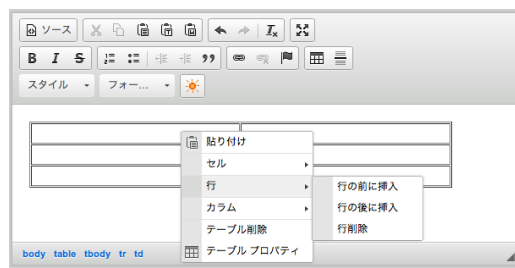 ソース
B I S
スタイル フォー...
貼り付け
セル
行
カラム
テーブル削除
テーブル プロパティ
行の前に挿入
行の後に挿入
行削除
body table tbody tr td